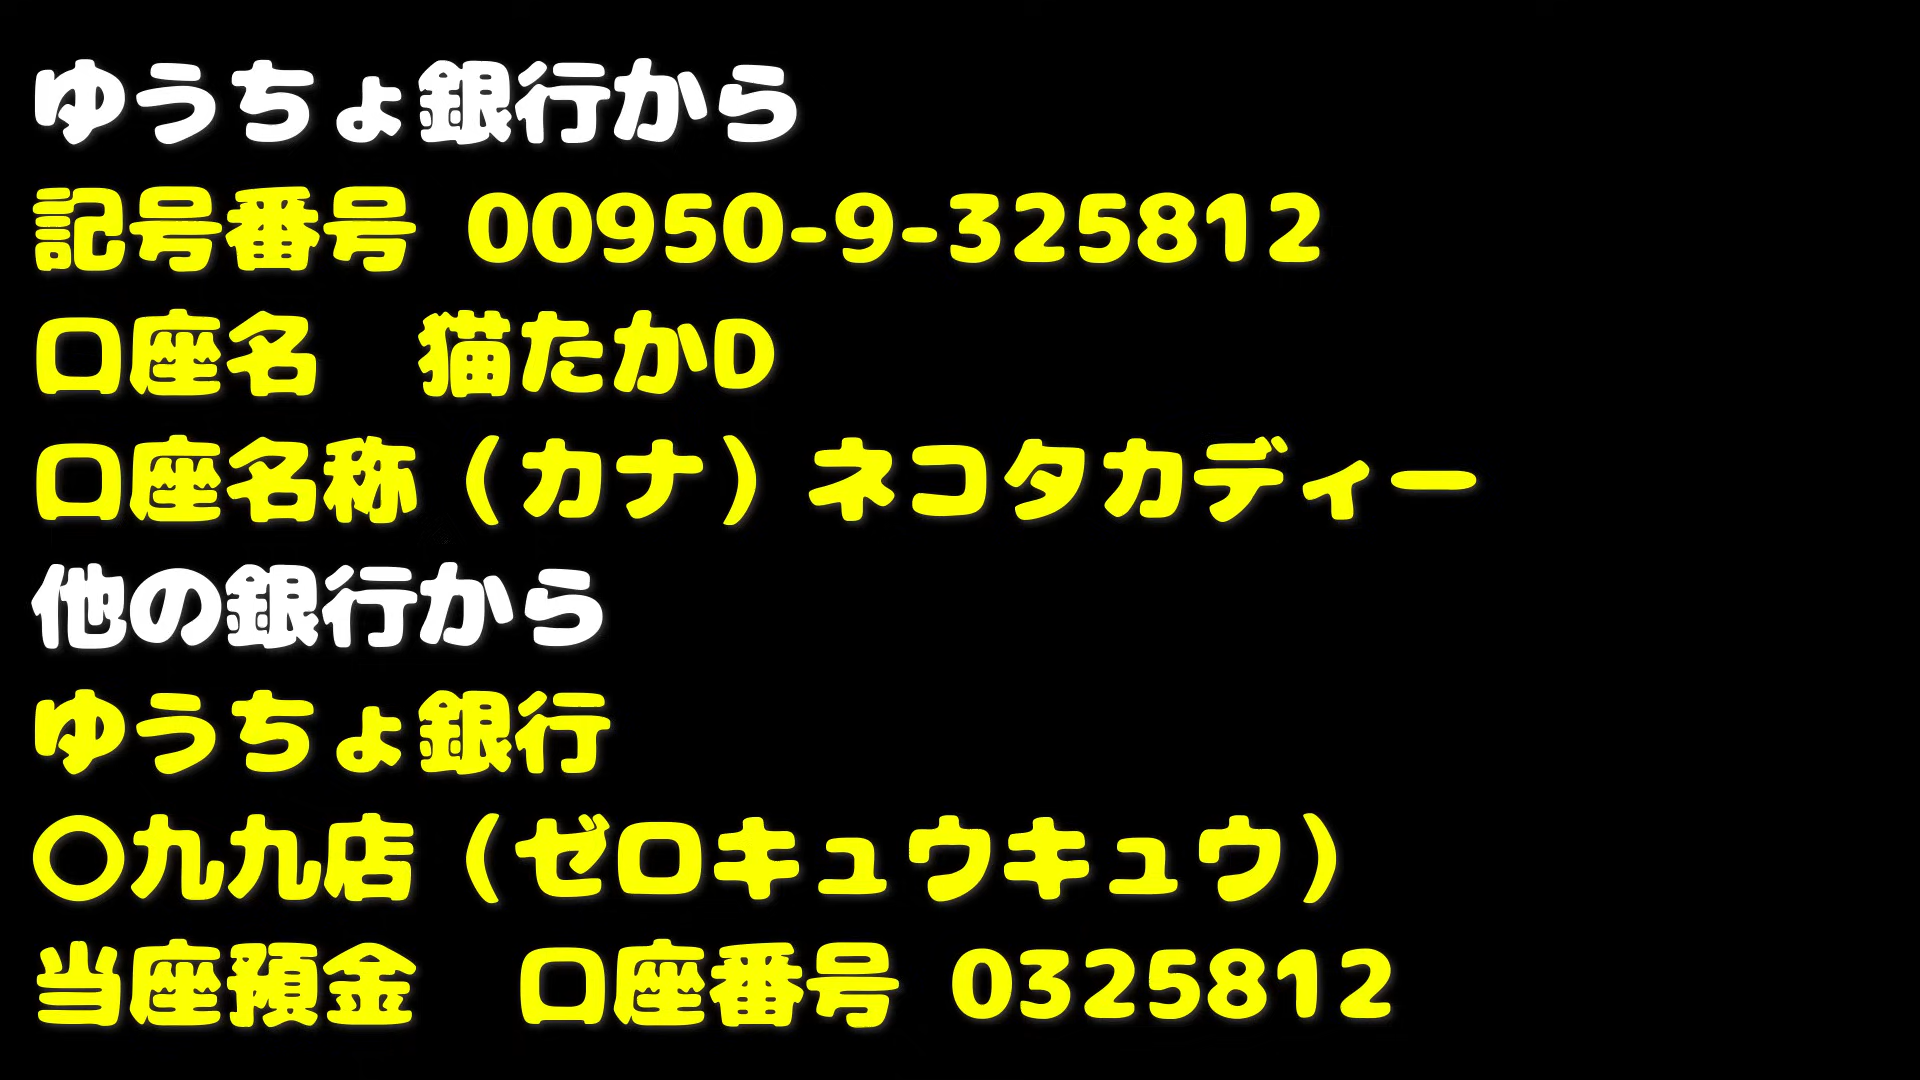 ゆうちょ銀行から
記号番号 00950-9-325812
口座名　猫たかD
口座名称（カナ）ネコタカディー
他の銀行から
ゆうちょ銀行
〇九九店（ゼロキュウキュウ）
当座預金　口座番号 0325812